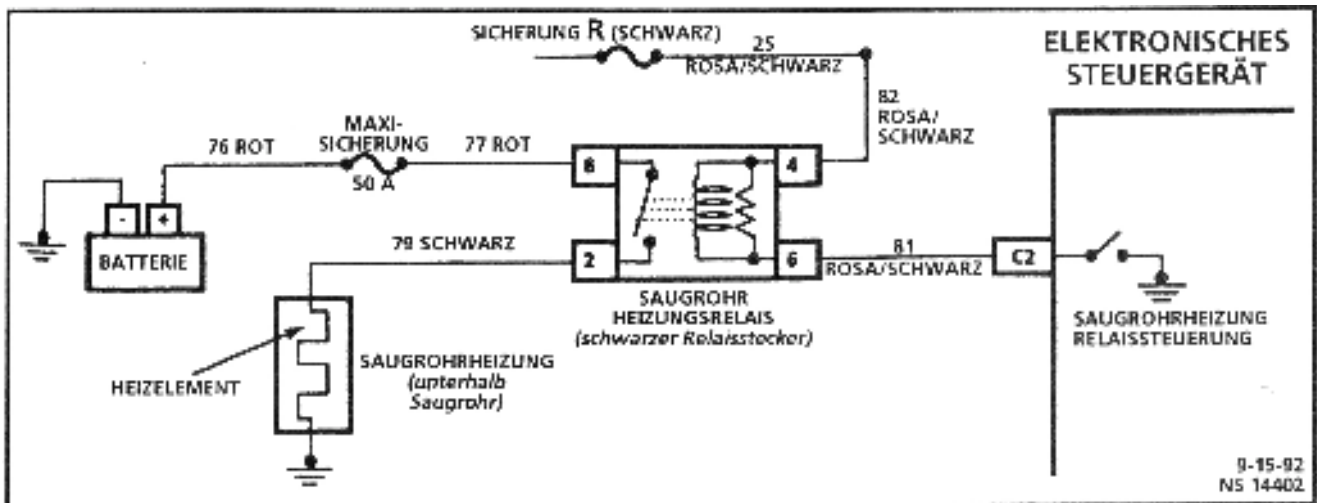 SICHERUNG R (SCHWARZ)
25
ROSA/SCHWARZ
ELEKTRONISCHES
STEUERGERÄT
82
ROSA/
SCHWARZ
MAXI-
SICHERUNG
76 ROT
77 ROT
50 A
8
4
-
+
BATTERIE
79 SCHWARZ
2
6
81
ROSA/SCHWARZ
C2
SAUGROHR
HEIZUNGSRELAIS
(schwarzer Relaisstecker)
SAUGROHRHEIZUNG
RELAISSTEUERUNG
HEIZELEMENT
SAUGROHRHEIZUNG
(unterhalb
Saugrohr)
9-15-92
NS 14402